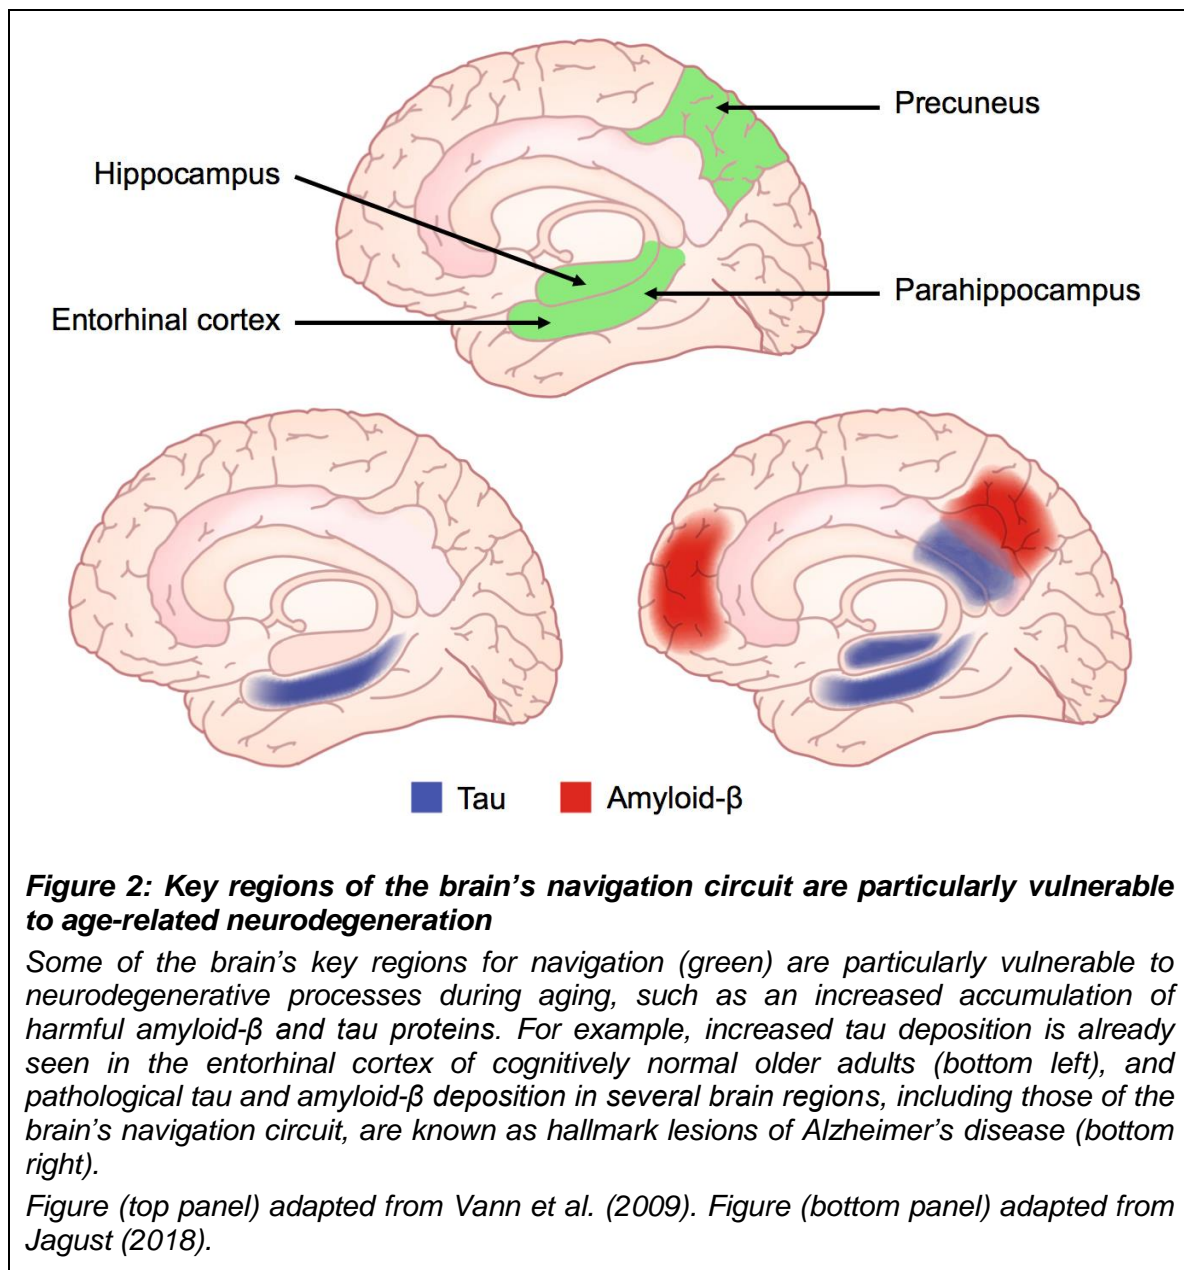 Precuneus
Hippocampus
Parahippocampus
Entorhinal cortex
Tau
Amyloid-β
Figure 2: Key regions of the brain's navigation circuit are particularly vulnerable
to age-related neurodegeneration
Some of the brain's key regions for navigation (green) are particularly vulnerable to
neurodegenerative processes during aging, such as an increased accumulation of
harmful amyloid-β and tau proteins. For example, increased tau deposition is already
seen in the entorhinal cortex of cognitively normal older adults (bottom left), and
pathological tau and amyloid-β deposition in several brain regions, including those of the
brain's navigation circuit, are known as hallmark lesions of Alzheimer's disease (bottom
right).
Figure (top panel) adapted from Vann et al. (2009). Figure (bottom panel) adapted from
Jagust (2018).